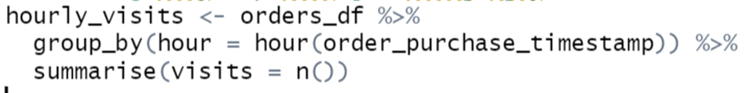 hourly_visits <- orders_df %>%
  group_by(hour = hour(order_purchase_timestamp)) %>%
  summarise(visits = n())